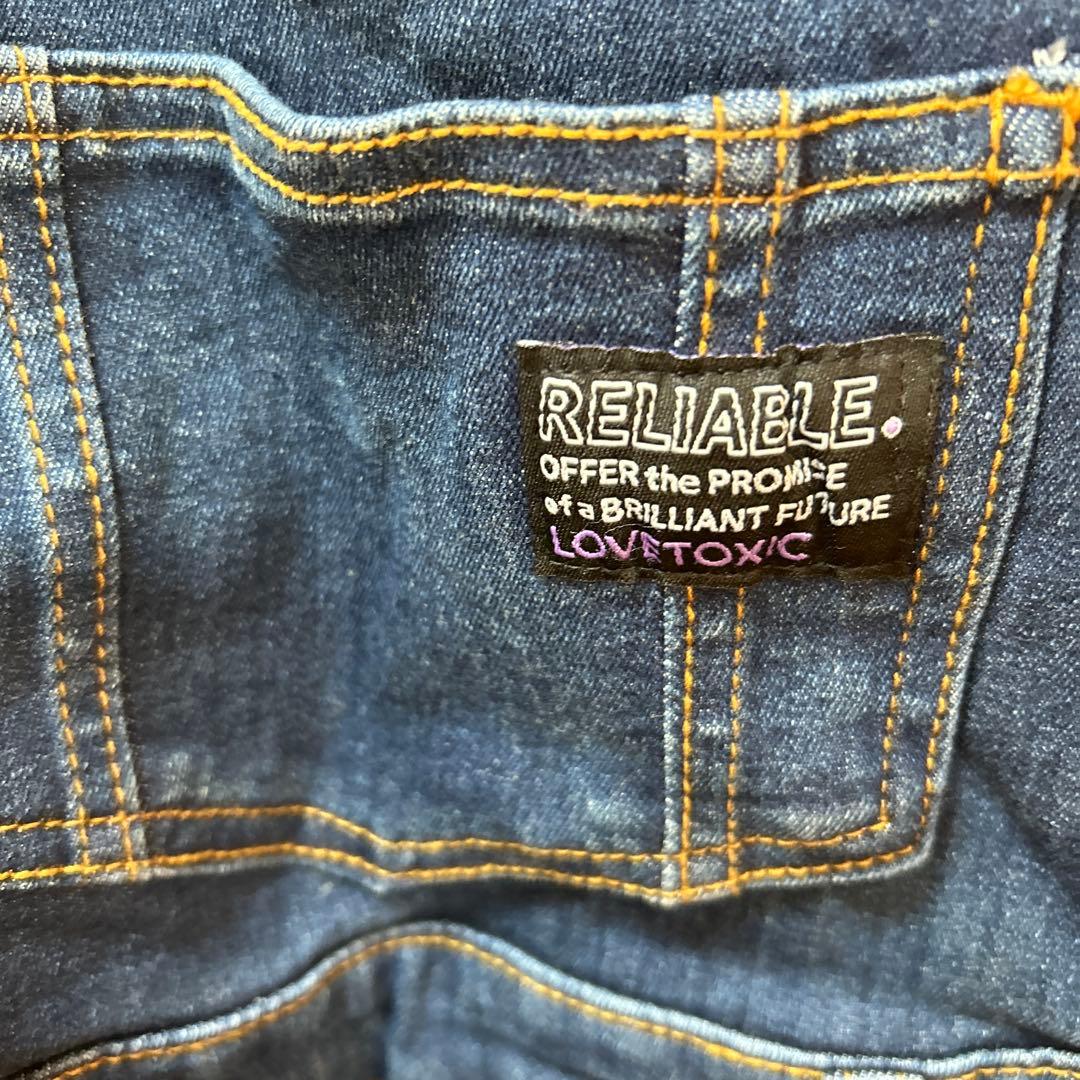 RELIABLE.
OFFER the PROMISE
of a BRILLIANT FUTURE
LOVETOXIC